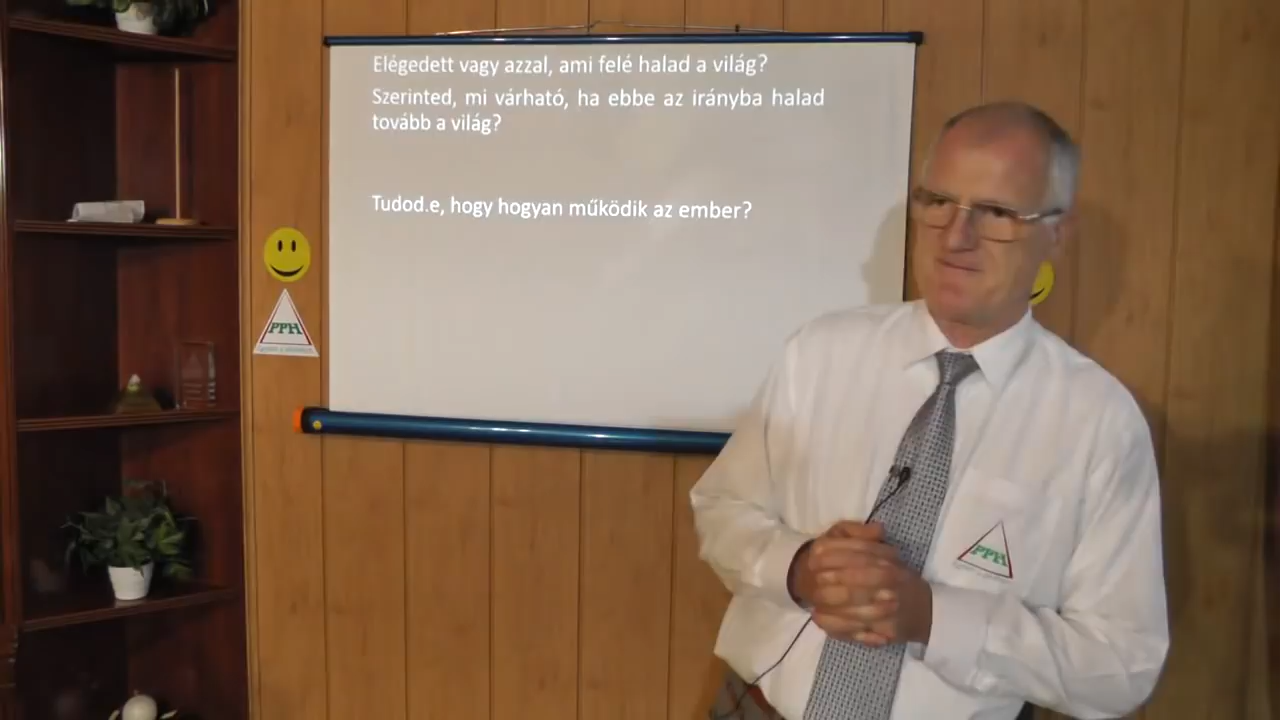 Elégedett vagy azzal, ami felé halad a világ?
Szerinted, mi várható, ha ebbe az irányba halad
tovább a világ?
Tudod.e, hogy hogyan működik az ember?
PPH
PPH